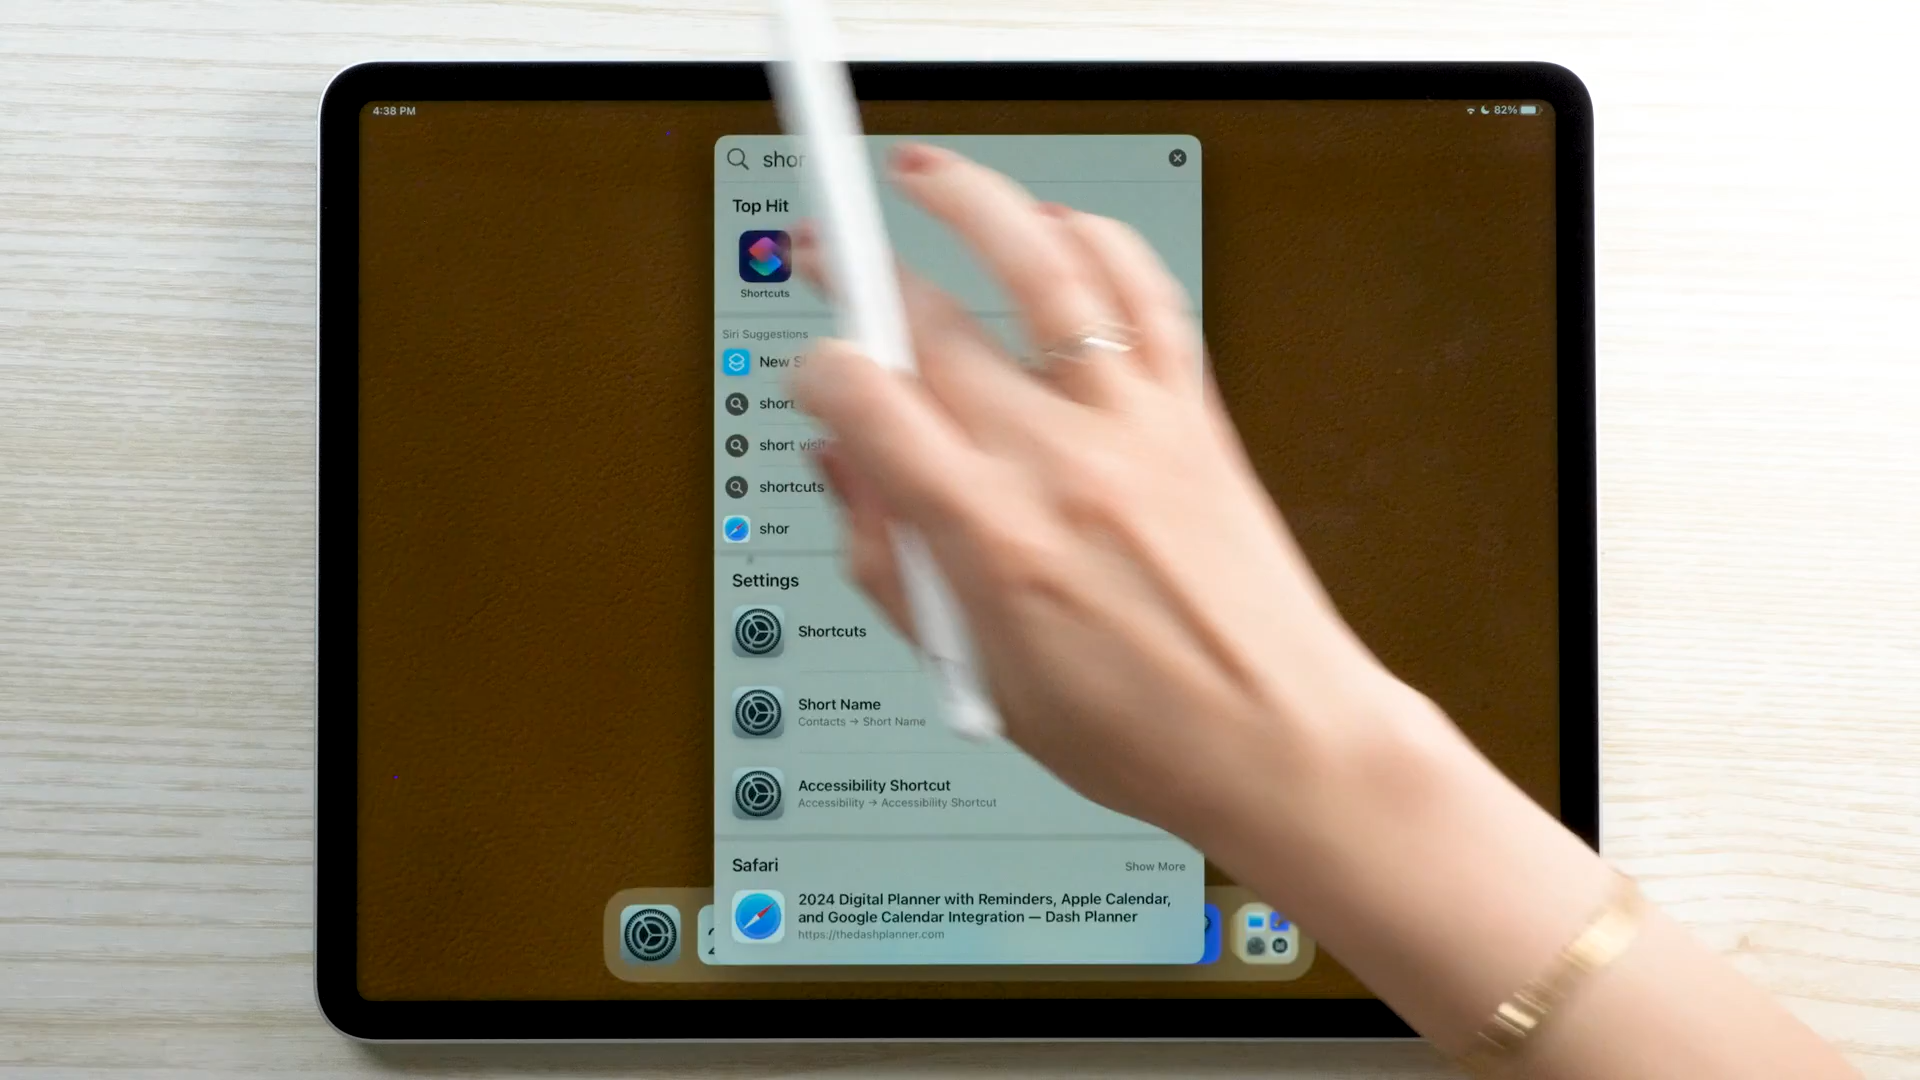 4:38 PM
82%
shor
Top Hit
Shortcuts
Siri Suggestions
New
short
short visit
shortcuts
shor
Settings
Shortcuts
Short Name
Contacts → Short Name
Accessibility Shortcut
Accessibility → Accessibility Shortcut
Safari
Show More
2024 Digital Planner with Reminders, Apple Calendar,
and Google Calendar Integration — Dash Planner
https://thedashplanner.com